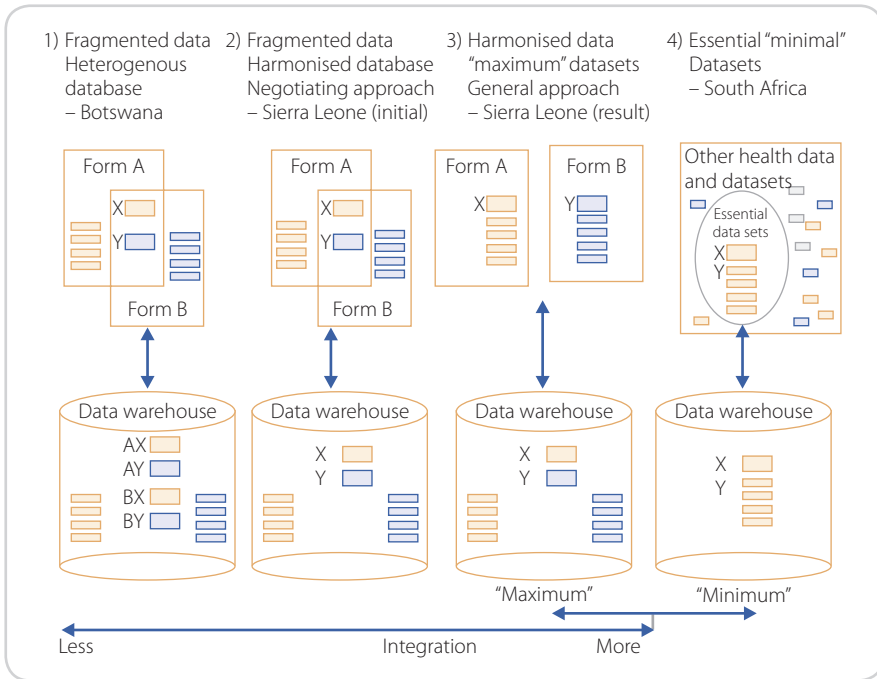 1) Fragmented data
Heterogenous
database
– Botswana
2) Fragmented data
Harmonised database
Negotiating approach
– Sierra Leone (initial)
3) Harmonised data
“maximum” datasets
General approach
– Sierra Leone (result)
4) Essential “minimal”
Datasets
– South Africa
Form A
X
Y
Form B
Form A
X
Y
Form B
Form A
X
Form B
Y
Other health data
and datasets
Essential
data sets
X
Y
Data warehouse
AX
AY
BX
BY
Data warehouse
X
Y
Data warehouse
X
Y
Data warehouse
X
Y
“Maximum”
“Minimum”
Less
Integration
More